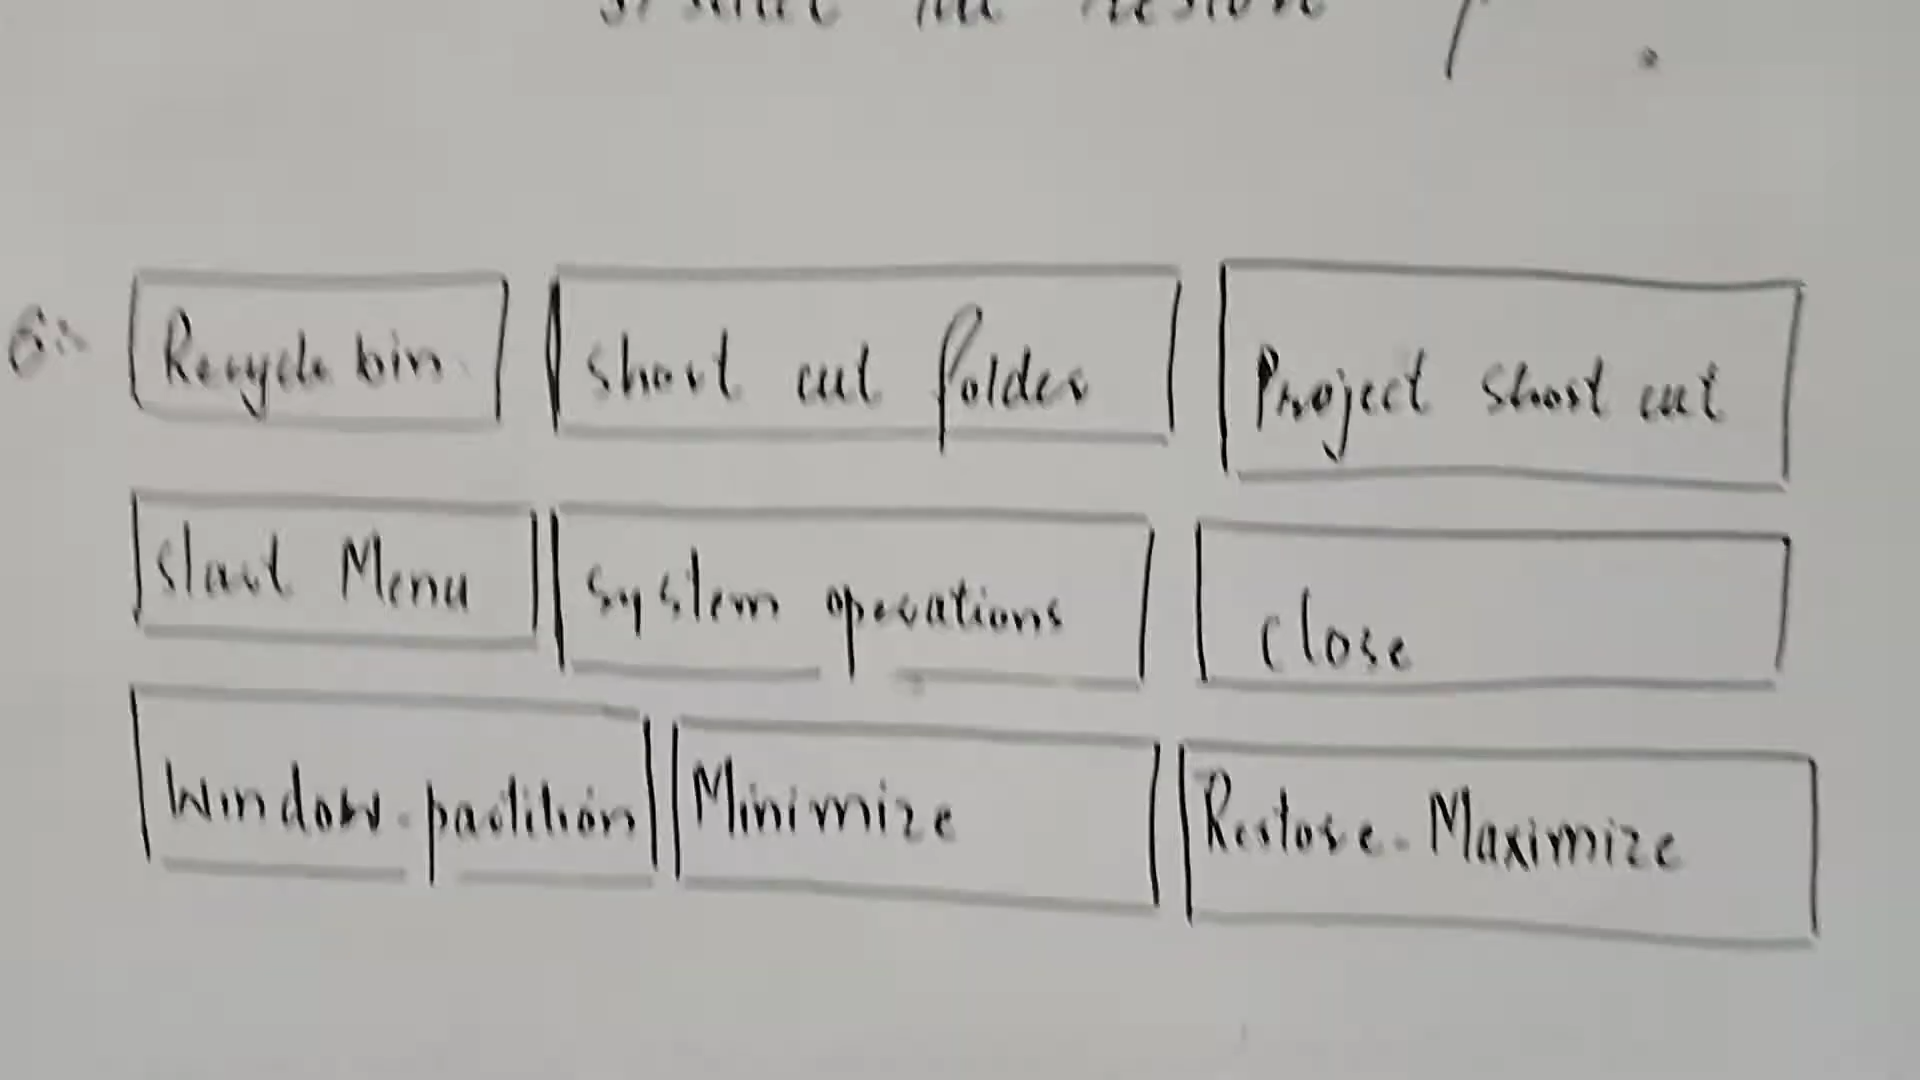 Recycle bin short cut folder Project short cut
start Menu system operations close
Window-partition Minimize Restore-Maximize